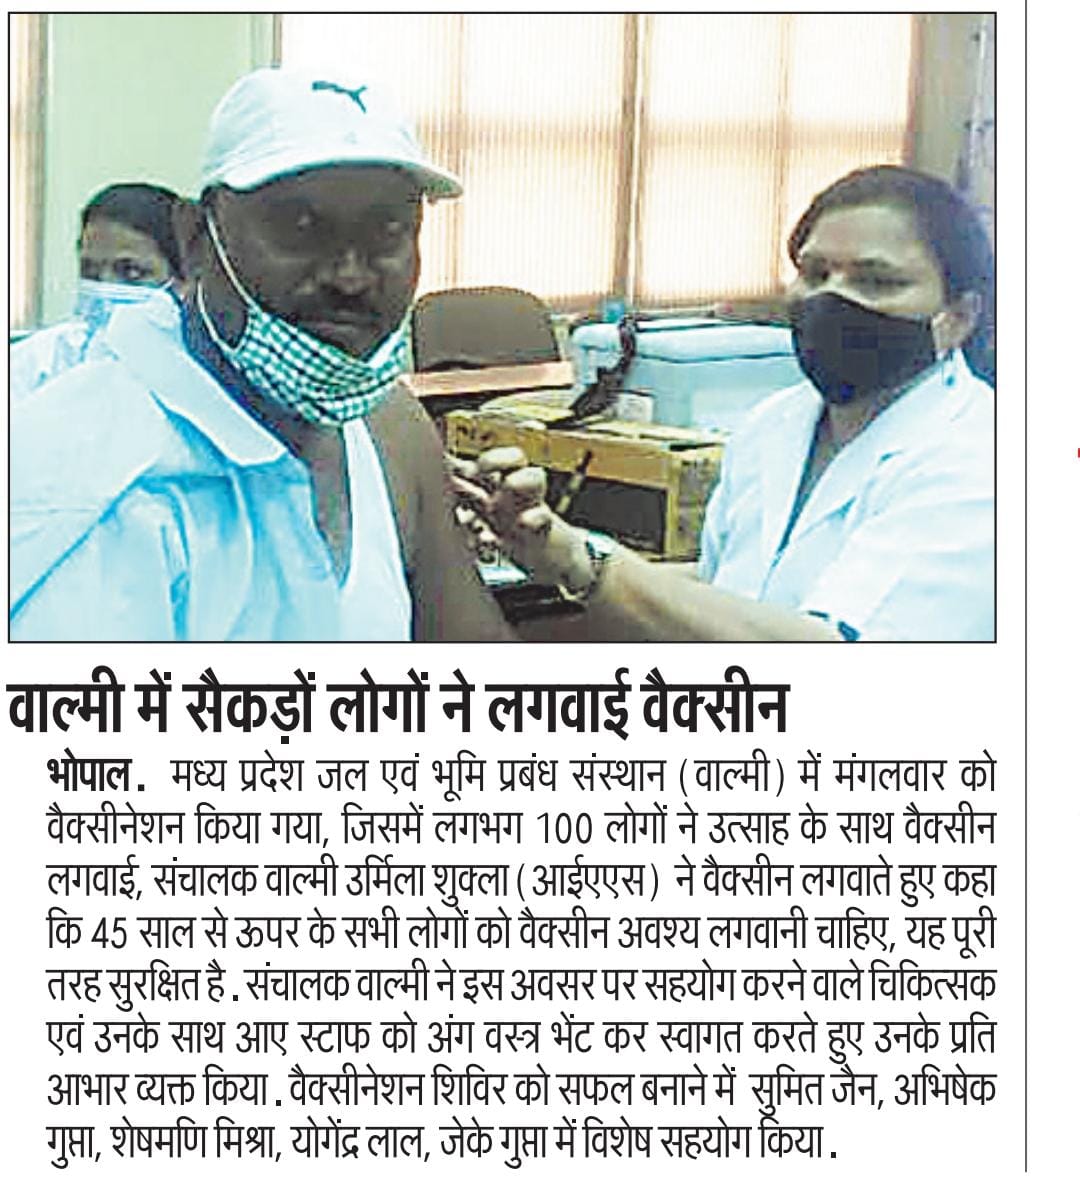 वाल्मी में सैकड़ों लोगों ने लगवाई वैक्सीन
भोपाल. मध्य प्रदेश जल एवं भूमि प्रबंध संस्थान (वाल्मी) में मंगलवार को
वैक्सीनेशन किया गया, जिसमें लगभग 100 लोगों ने उत्साह के साथ वैक्सीन
लगवाई, संचालक वाल्मी उर्मिला शुक्ला (आईएएस) ने वैक्सीन लगवाते हुए कहा
कि 45 साल से ऊपर के सभी लोगों को वैक्सीन अवश्य लगवानी चाहिए, यह पूरी
तरह सुरक्षित है. संचालक वाल्मी ने इस अवसर पर सहयोग करने वाले चिकित्सक
एवं उनके साथ आए स्टाफ को अंग वस्त्र भेंट कर स्वागत करते हुए उनके प्रति
आभार व्यक्त किया. वैक्सीनेशन शिविर को सफल बनाने में सुमित जैन, अभिषेक
गुप्ता, शेषमणि मिश्रा, योगेंद्र लाल, जेके गुप्ता में विशेष सहयोग किया.